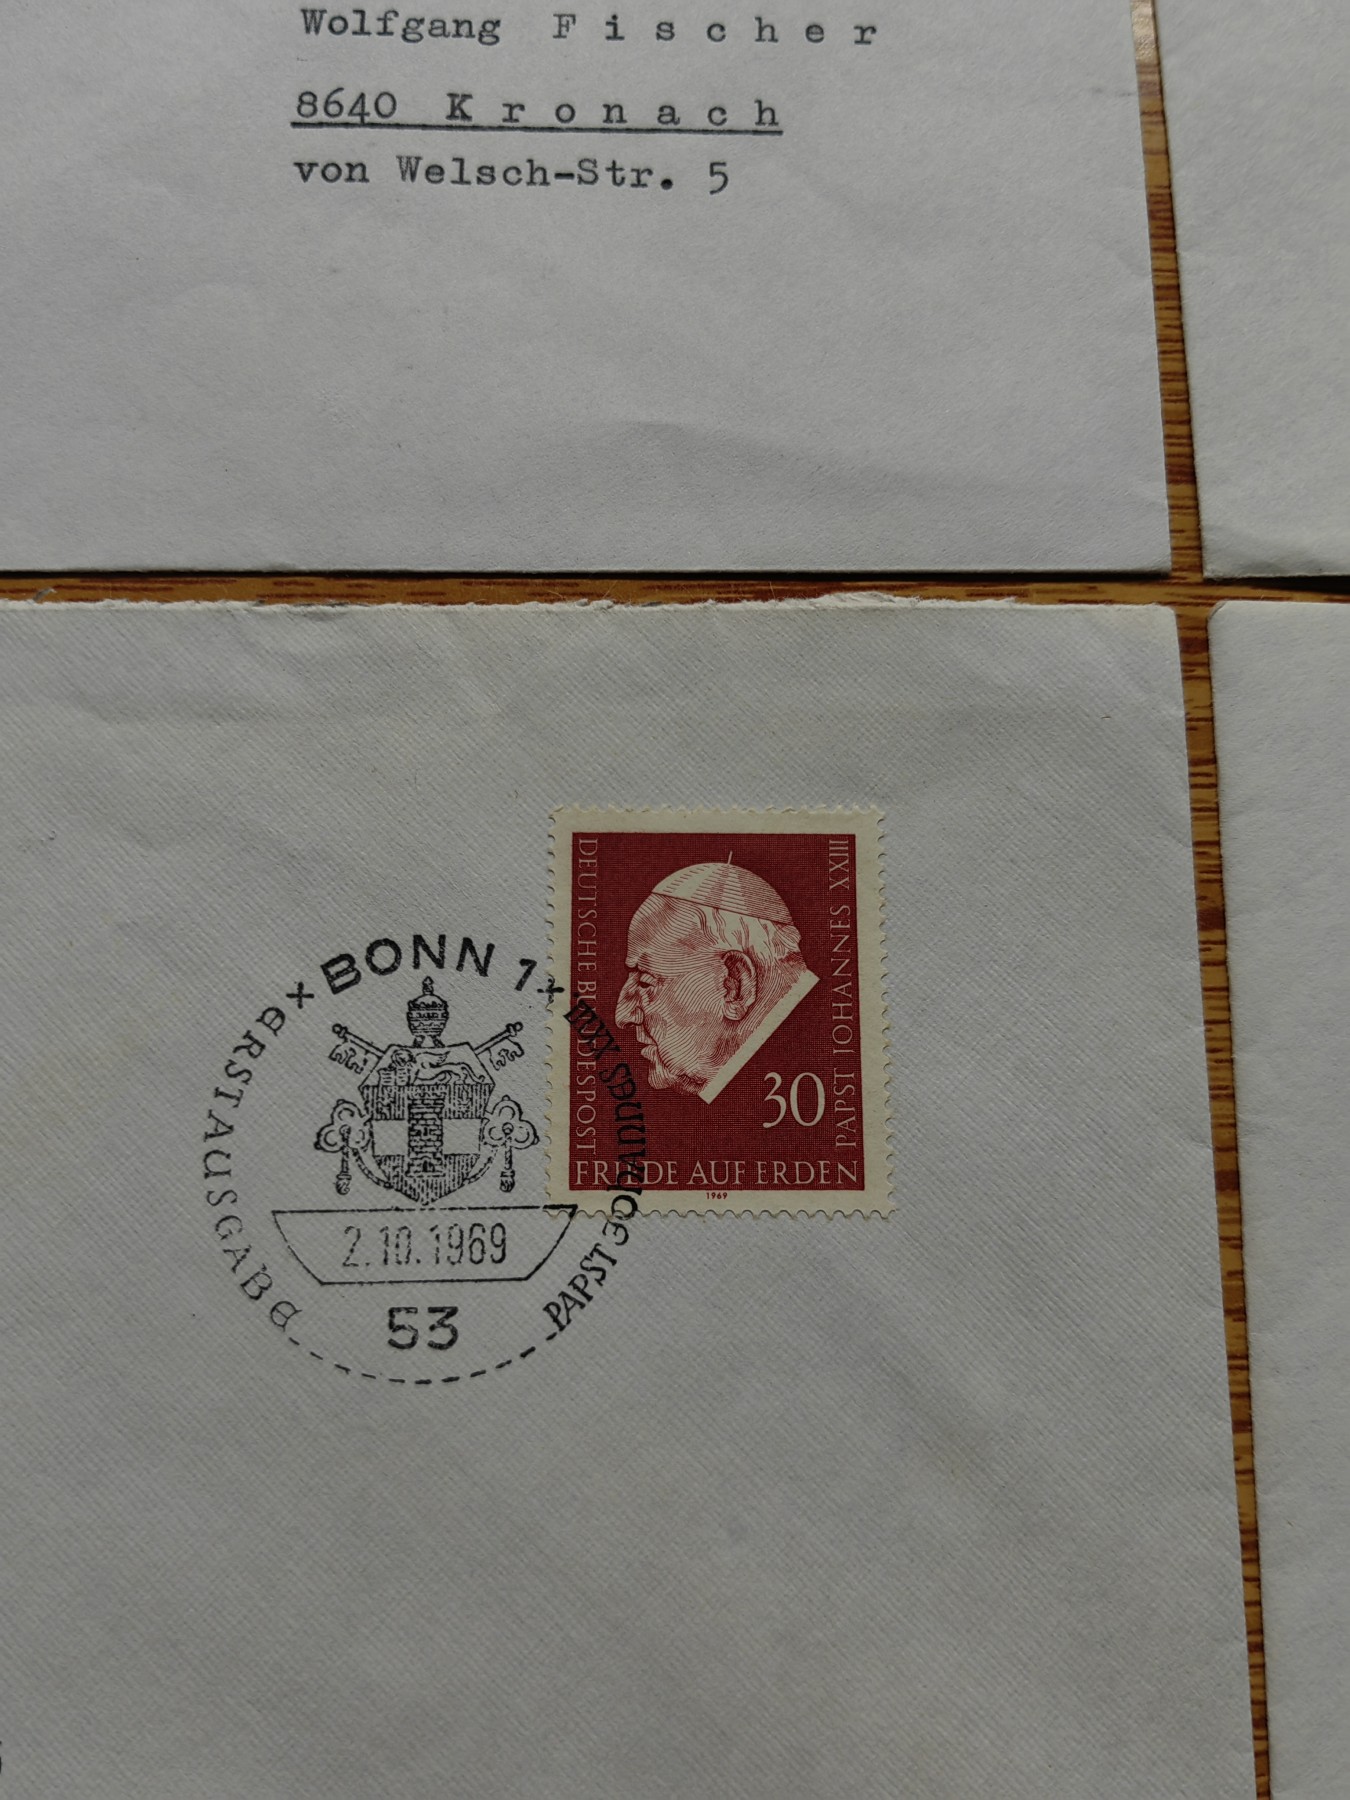 Wolfgang Fischer
8640 Kronach
von Welsch-Str. 5
DEUTSCHE BUNDESPOST
PAPST JOHANNES XXIII
30
FRIEDE AUF ERDEN
1969
BONN 1
ERSTAUSGABE
PAPST JOHANNES XXIII
2.10.1969
53